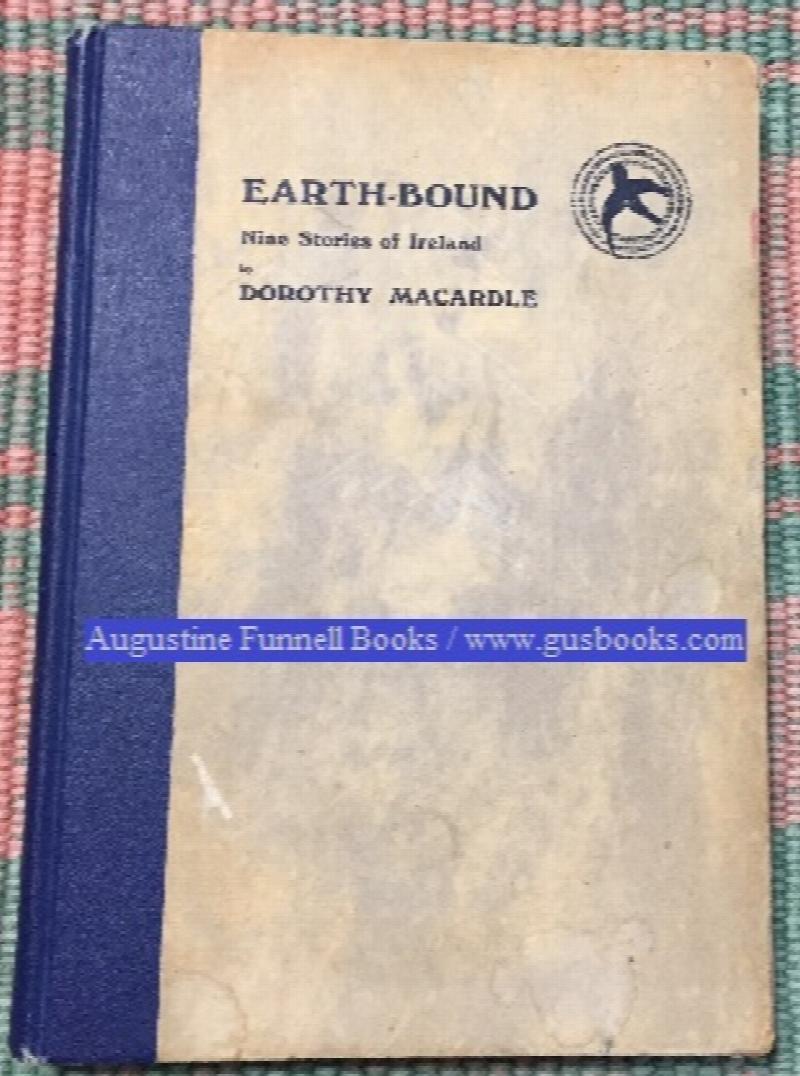 EARTH-BOUND
Nine Stories of Ireland
by
DOROTHY MACARDLE
Augustine Funnell Books / www.gusbooks.com